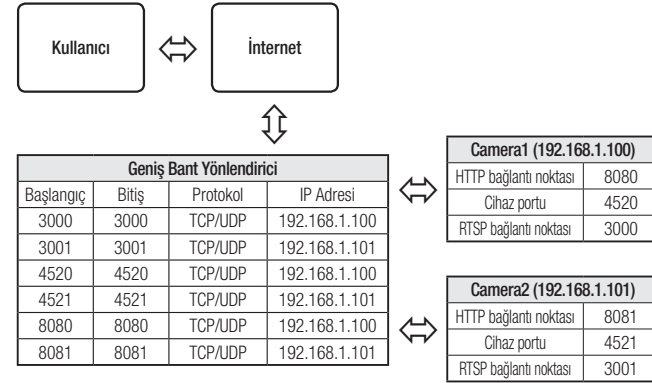 Kullanıcı
İnternet
Geniş Bant Yönlendirici
Başlangıç Bitiş Protokol IP Adresi
3000 3000 TCP/UDP 192.168.1.100
3001 3001 TCP/UDP 192.168.1.101
4520 4520 TCP/UDP 192.168.1.100
4521 4521 TCP/UDP 192.168.1.101
8080 8080 TCP/UDP 192.168.1.100
8081 8081 TCP/UDP 192.168.1.101
Camera1 (192.168.1.100)
HTTP bağlantı noktası 8080
Cihaz portu 4520
RTSP bağlantı noktası 3000
Camera2 (192.168.1.101)
HTTP bağlantı noktası 8081
Cihaz portu 4521
RTSP bağlantı noktası 3001